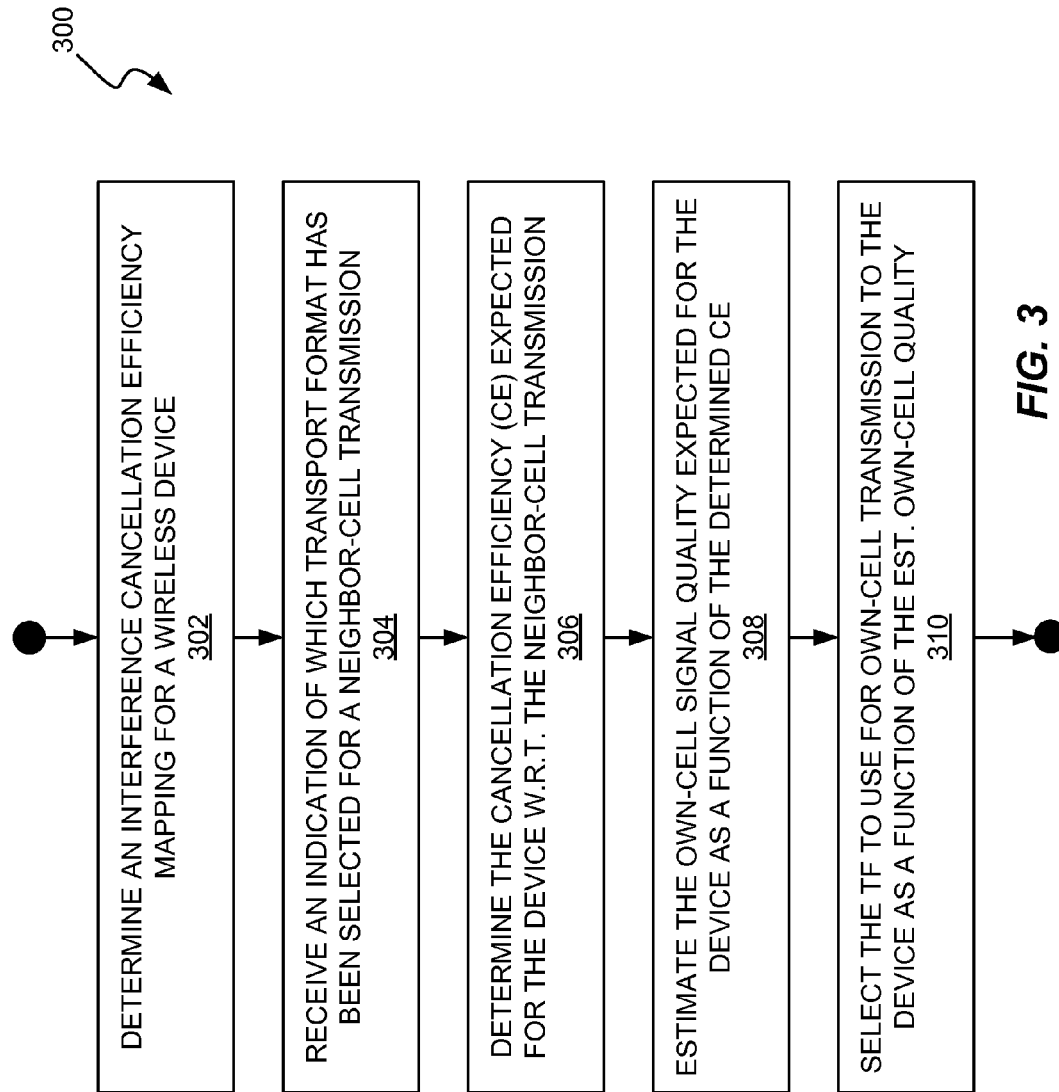 300
DETERMINE AN INTERFERENCE CANCELLATION EFFICIENCY
MAPPING FOR A WIRELESS DEVICE
302
RECEIVE AN INDICATION OF WHICH TRANSPORT FORMAT HAS
BEEN SELECTED FOR A NEIGHBOR-CELL TRANSMISSION
304
DETERMINE THE CANCELLATION EFFICIENCY (CE) EXPECTED
FOR THE DEVICE W.R.T. THE NEIGHBOR-CELL TRANSMISSION
306
ESTIMATE THE OWN-CELL SIGNAL QUALITY EXPECTED FOR THE
DEVICE AS A FUNCTION OF THE DETERMINED CE
308
SELECT THE TF TO USE FOR OWN-CELL TRANSMISSION TO THE
DEVICE AS A FUNCTION OF THE EST. OWN-CELL QUALITY
310
FIG. 3